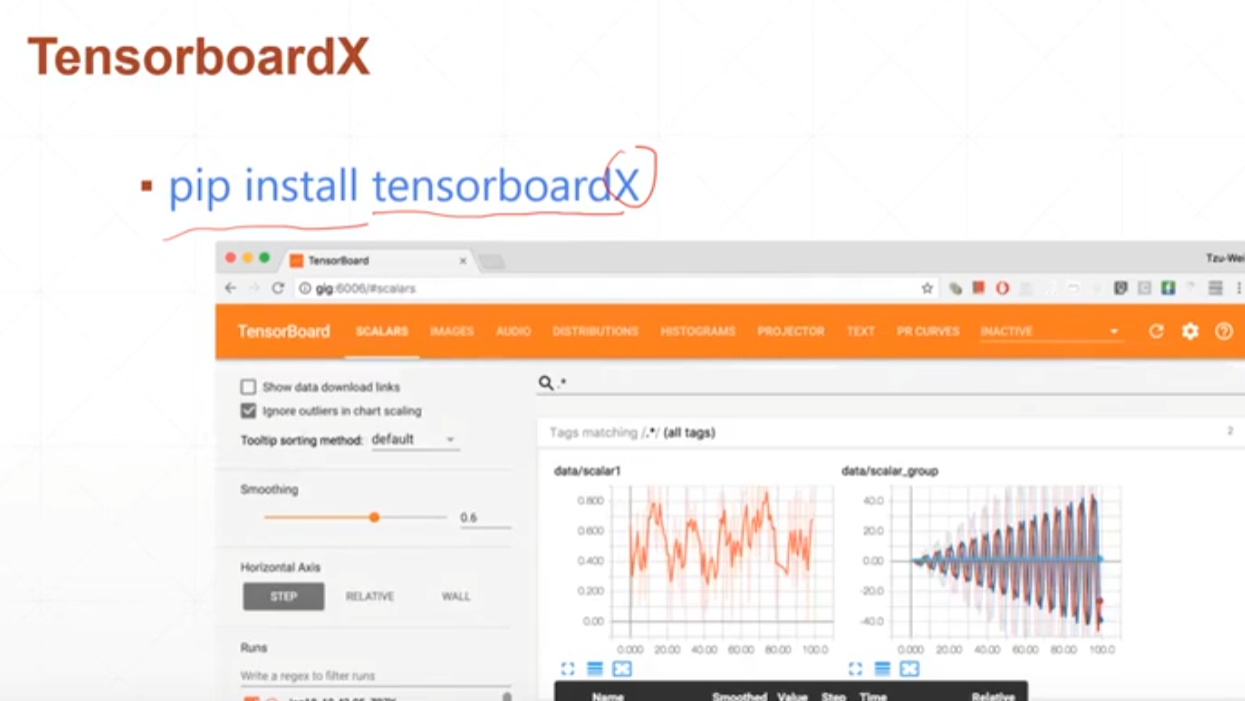 TensorboardX
▪ pip install tensorboardX
TensorBoard
Tzu-Wei
gig:6006/#scalars
TensorBoard SCALARS IMAGES AUDIO DISTRIBUTIONS HISTOGRAMS PROJECTOR TEXT PR CURVES INACTIVE
Show data download links
Ignore outliers in chart scaling
Tooltip sorting method: default
Smoothing
0.6
Horizontal Axis
STEP RELATIVE WALL
Runs
Write a regex to filter runs
.*
Tags matching /.*/ (all tags) 2
data/scalar1
0.800
0.600
0.400
0.200
0.00
0.000 20.00 40.00 60.00 80.00 100.0
data/scalar_group
40.0
20.0
0.00
-20.0
-40.0
0.000 20.00 40.00 60.00 80.00 100.0
Name Smoothed Value Step Time Relative